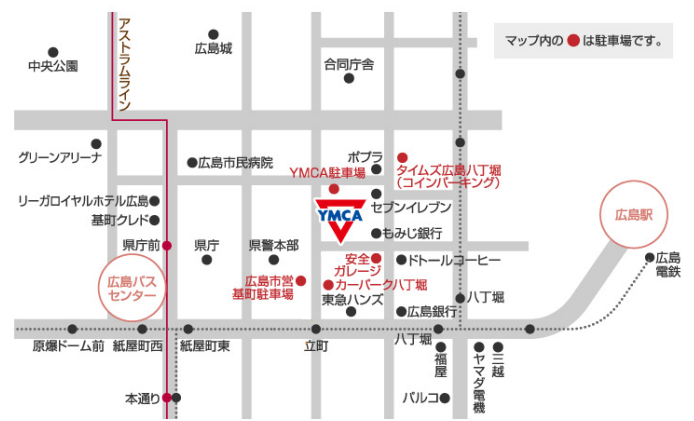 アストラムライン
広島城
中央公園
合同庁舎
マップ内の●は駐車場です。
グリーンアリーナ
広島市民病院
ポプラ
タイムズ広島八丁堀
（コインパーキング）
YMCA駐車場
リーガロイヤルホテル広島
基町クレド
YMCA
セブンイレブン
もみじ銀行
広島駅
県庁前
県庁
県警本部
安全
ガレージ
ドトールコーヒー
広島
電鉄
広島バス
センター
広島市営
基町駐車場
カーパーク八丁堀
東急ハンズ
広島銀行
八丁堀
原爆ドーム前
紙屋町西
紙屋町東
立町
八丁堀
福屋
ヤマダ電機
三越
本通り
パルコ